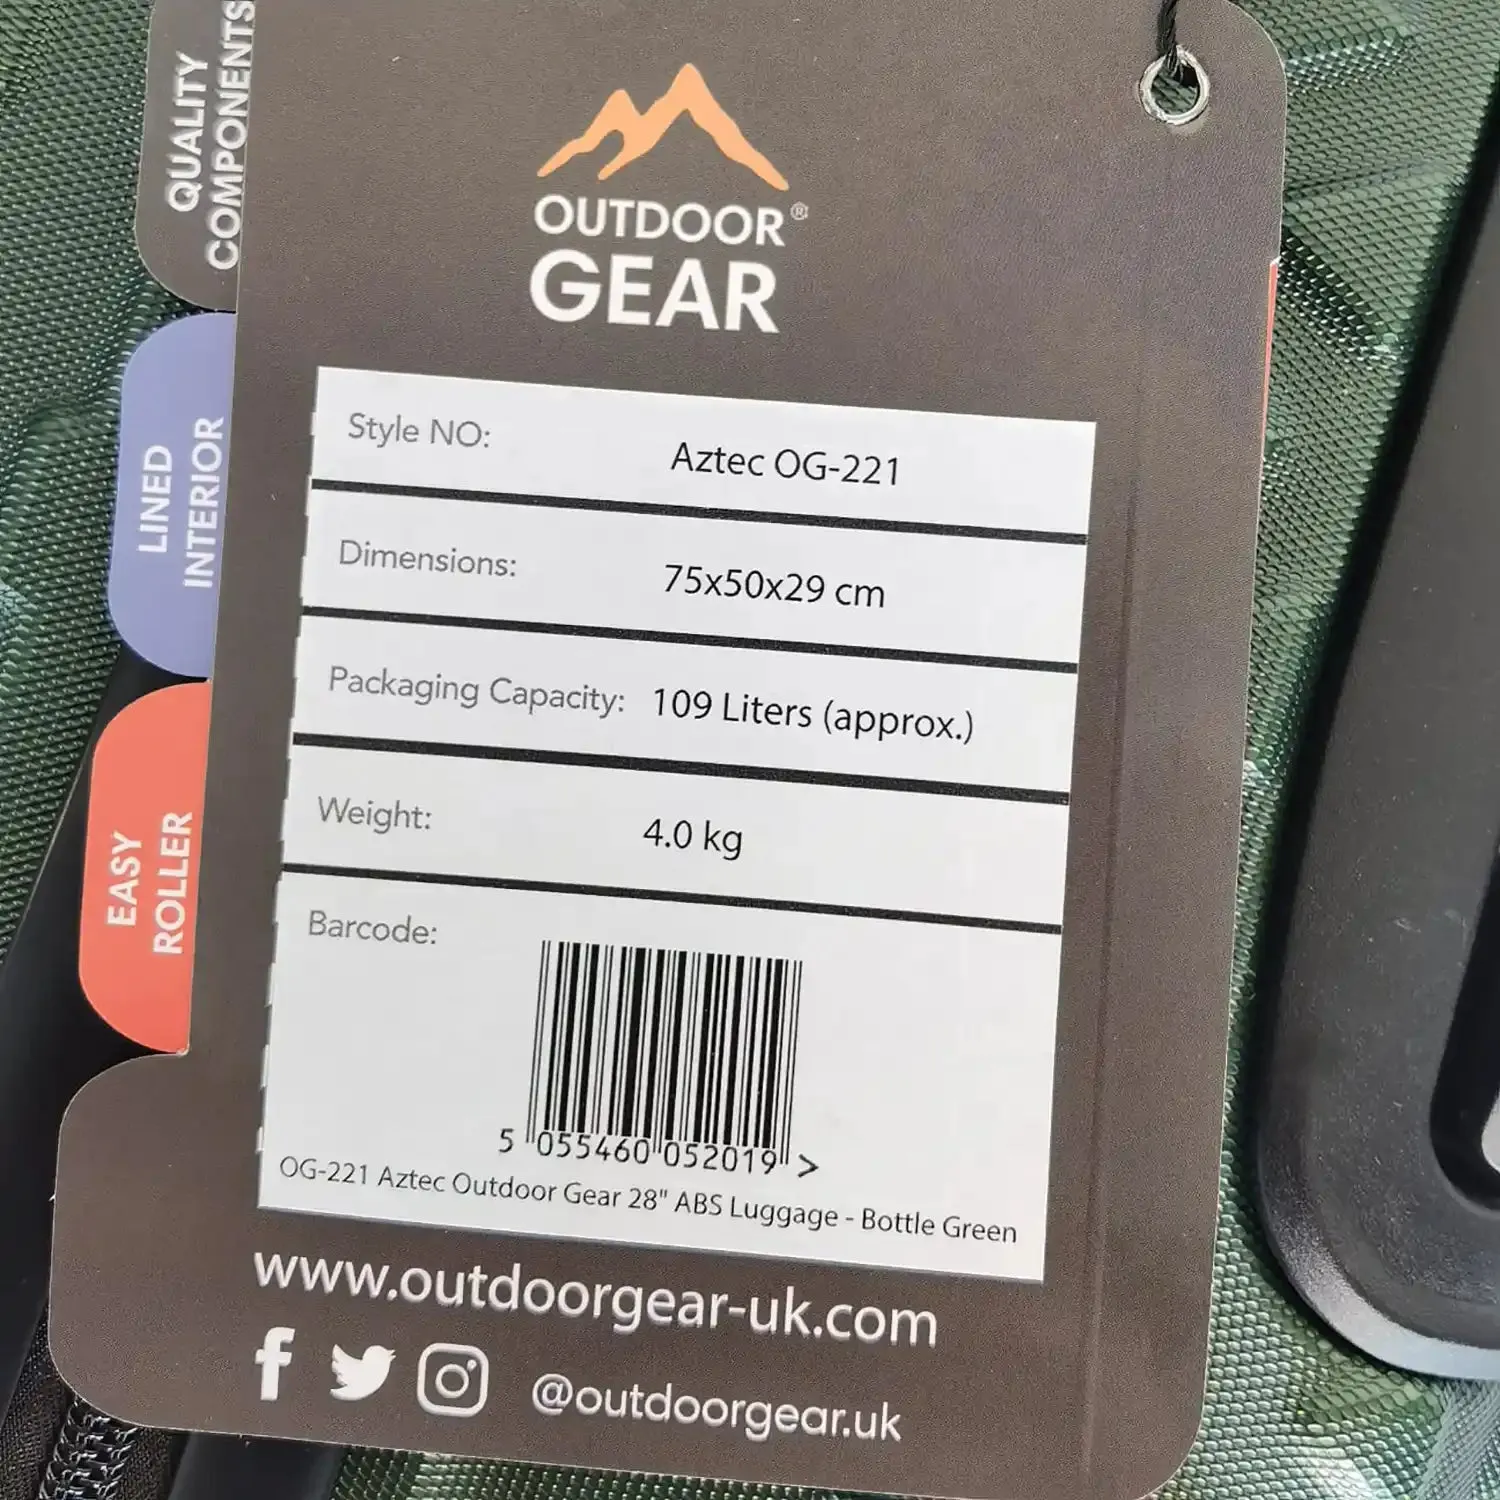 QUALITY
COMPONENTS
LINED
INTERIOR
EASY
ROLLER
OUTDOOR®
GEAR
Style NO: Aztec OG-221
Dimensions: 75x50x29 cm
Packaging Capacity: 109 Liters (approx.)
Weight: 4.0 kg
Barcode:
5 055460 052019 >
OG-221 Aztec Outdoor Gear 28" ABS Luggage - Bottle Green
www.outdoorgear-uk.com
@outdoorgear.uk